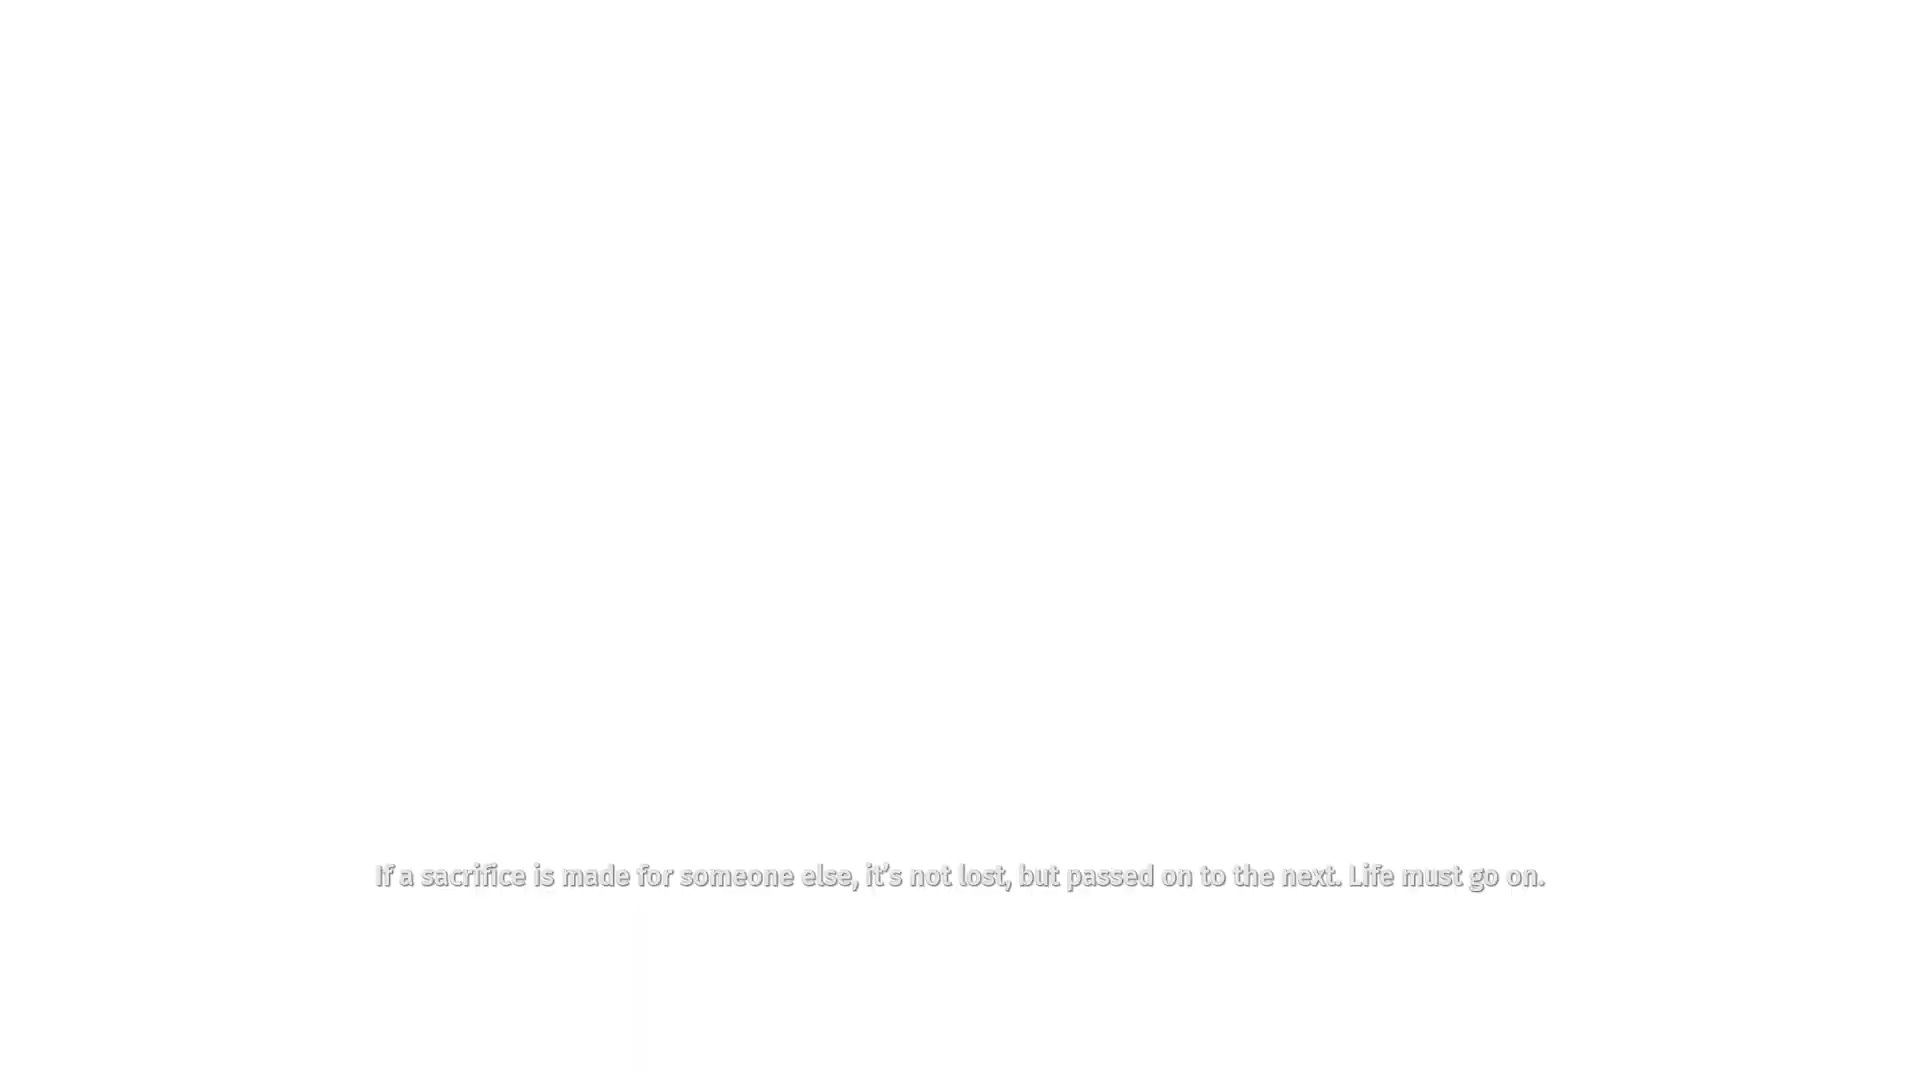 If a sacrifice is made for someone else, it's not lost, but passed on to the next. Life must go on.